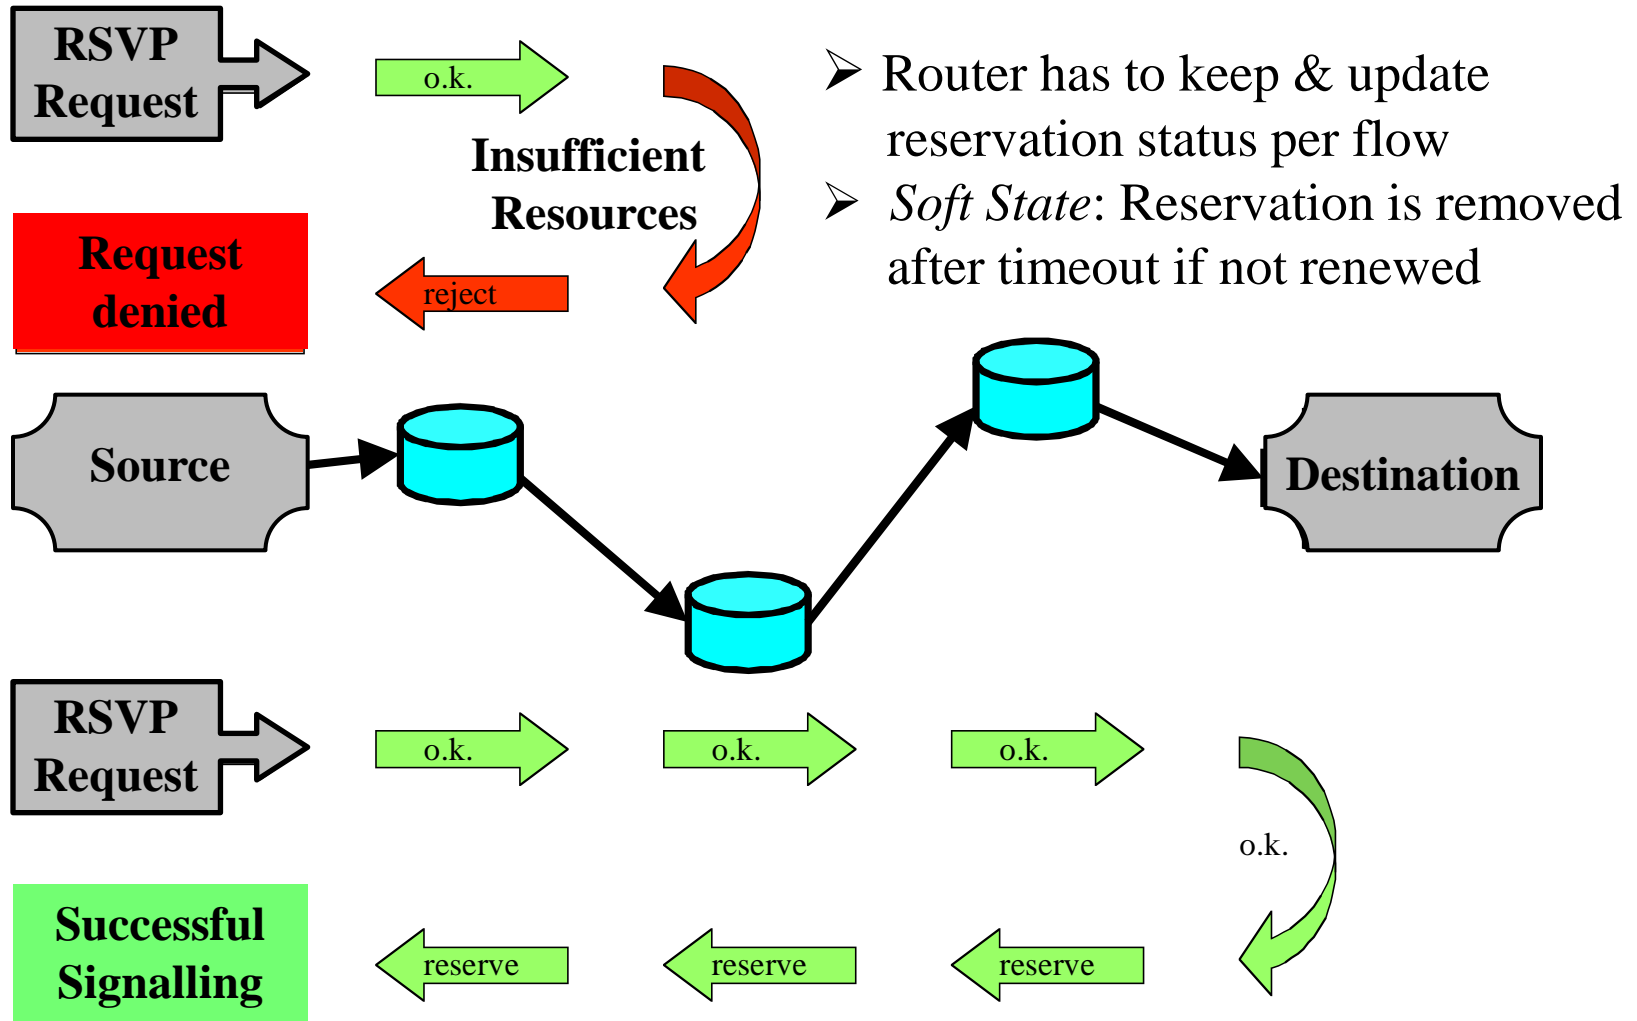 RSVP
Request
o.k.
Insufficient
Resources
➢ Router has to keep & update
reservation status per flow
➢ Soft State: Reservation is removed
after timeout if not renewed
Request
denied
reject
Source
Destination
RSVP
Request
o.k.
o.k.
o.k.
o.k.
Successful
Signalling
reserve
reserve
reserve